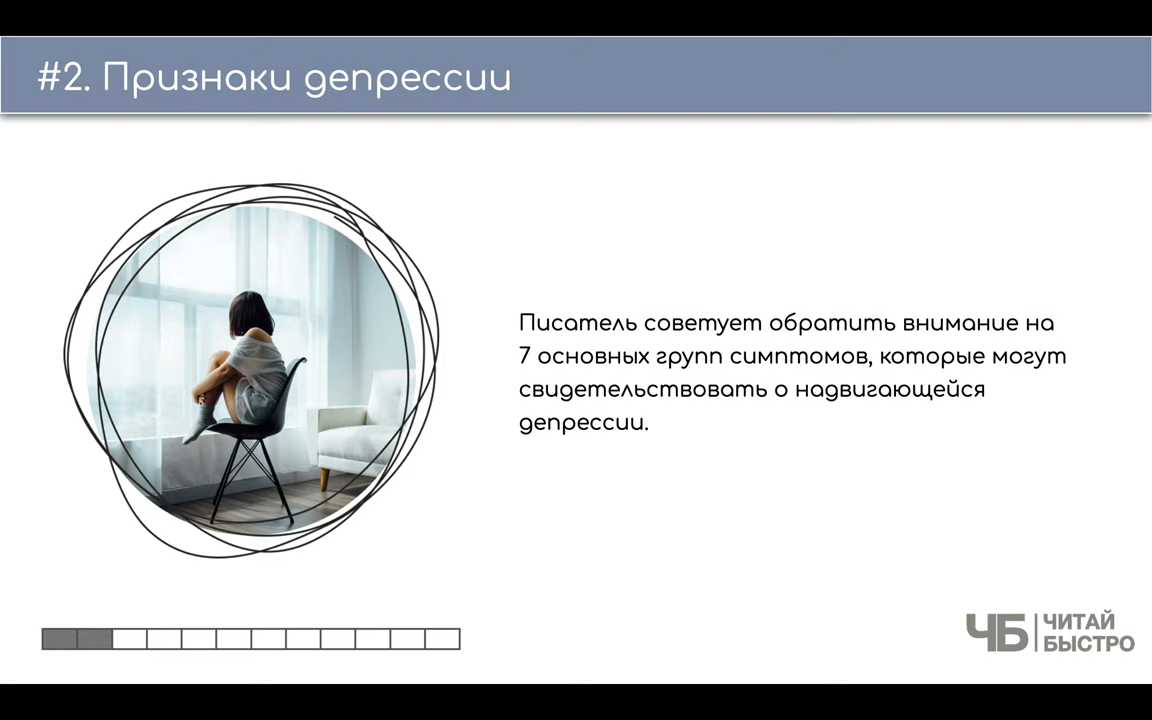 #2. Признаки депрессии
Писатель советует обратить внимание на
7 основных групп симптомов, которые могут
свидетельствовать о надвигающейся
депрессии.
ЧБ
ЧИТАЙ
БЫСТРО